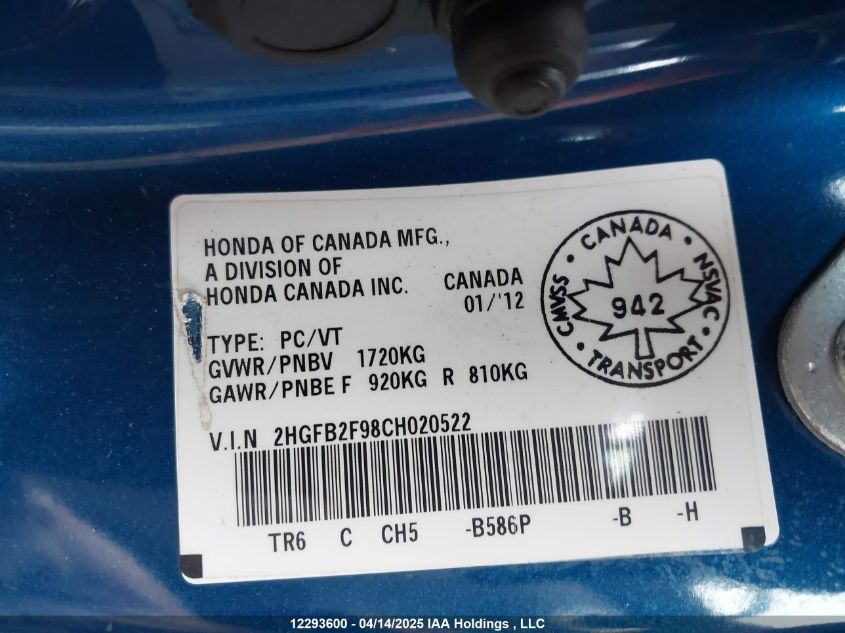 HONDA OF CANADA MFG.,
A DIVISION OF
HONDA CANADA INC. CANADA
01/'12
TYPE: PC/VT
GVWR/PNBV 1720KG
GAWR/PNBE F 920KG R 810KG
CANADA • NSVAC • TRANSPORT • CMVSS •
942
V.I.N 2HGFB2F98CH020522
TR6 C CH5 -B586P -B -H
12293600 - 04/14/2025 IAA Holdings , LLC